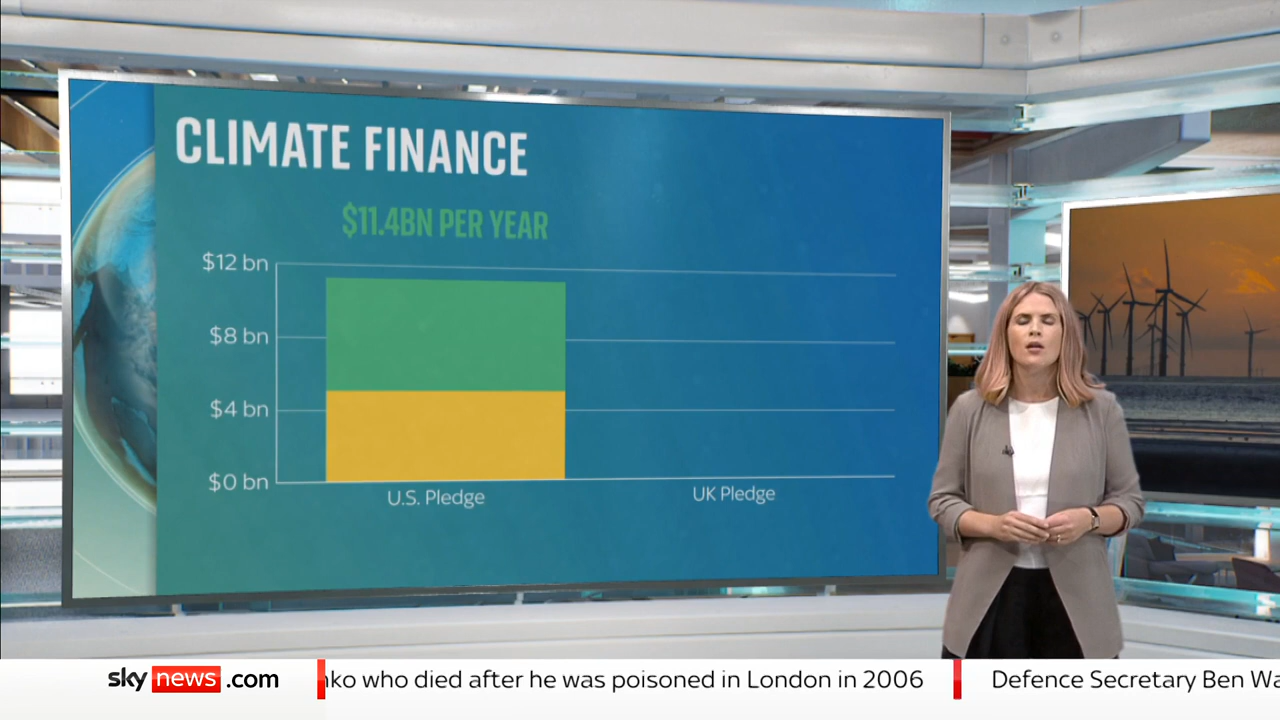 CLIMATE FINANCE
$11.4BN PER YEAR
$12 bn
$8 bn
$4 bn
$0 bn
U.S. Pledge
UK Pledge
sky news .com
nko who died after he was poisoned in London in 2006
Defence Secretary Ben Wa